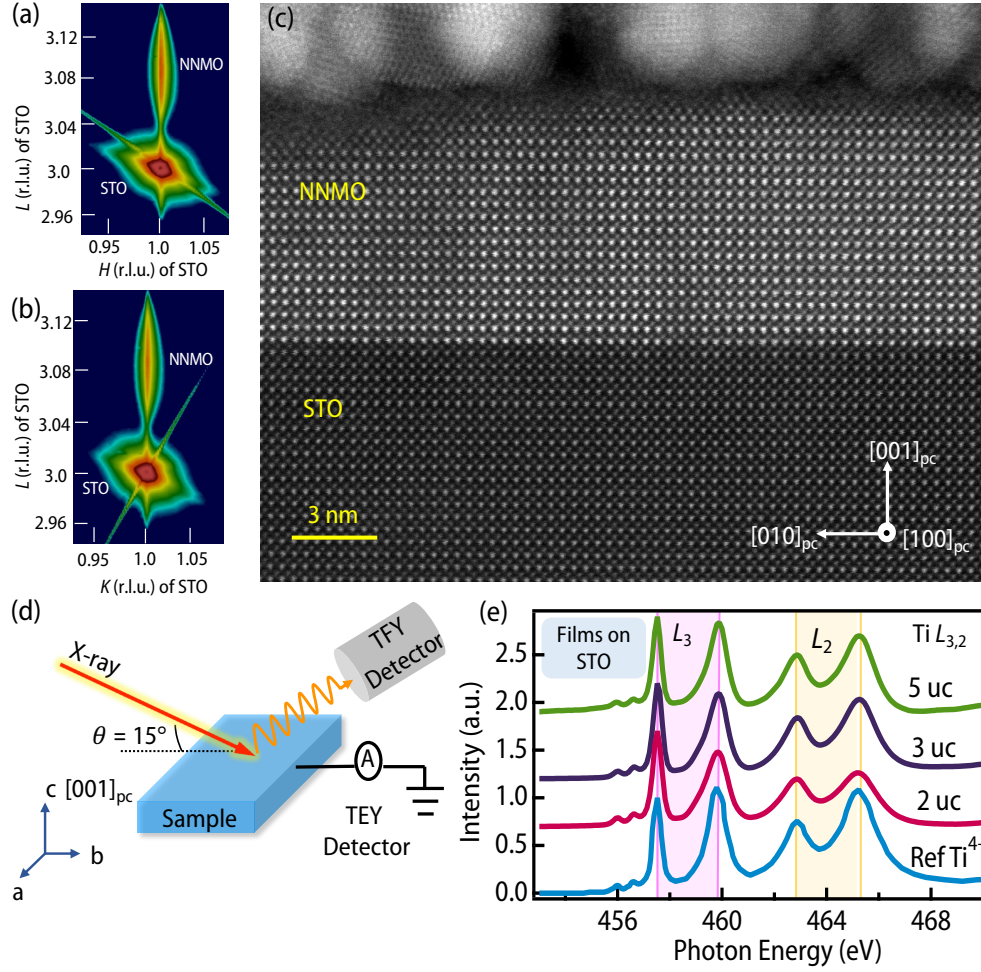 (a)
3.12
3.08
3.04
3.0
2.96
L (r.l.u.) of STO
NNMO
STO
0.95 1.0 1.05
H (r.l.u.) of STO
(b)
3.12
3.08
3.04
3.0
2.96
L (r.l.u.) of STO
NNMO
STO
0.95 1.0 1.05
K (r.l.u.) of STO
(c)
NNMO
STO
3 nm
[001]pc
[010]pc
[100]pc
(d)
X-ray
θ = 15°
TFY
Detector
A
c [001]pc
b
a
Sample
TEY
Detector
(e)
Films on
STO
L3
L2
Ti L3,2
5 uc
3 uc
2 uc
Ref Ti4-
2.5
2.0
1.5
1.0
0.5
0.0
Intensity (a.u.)
456 460 464 468
Photon Energy (eV)